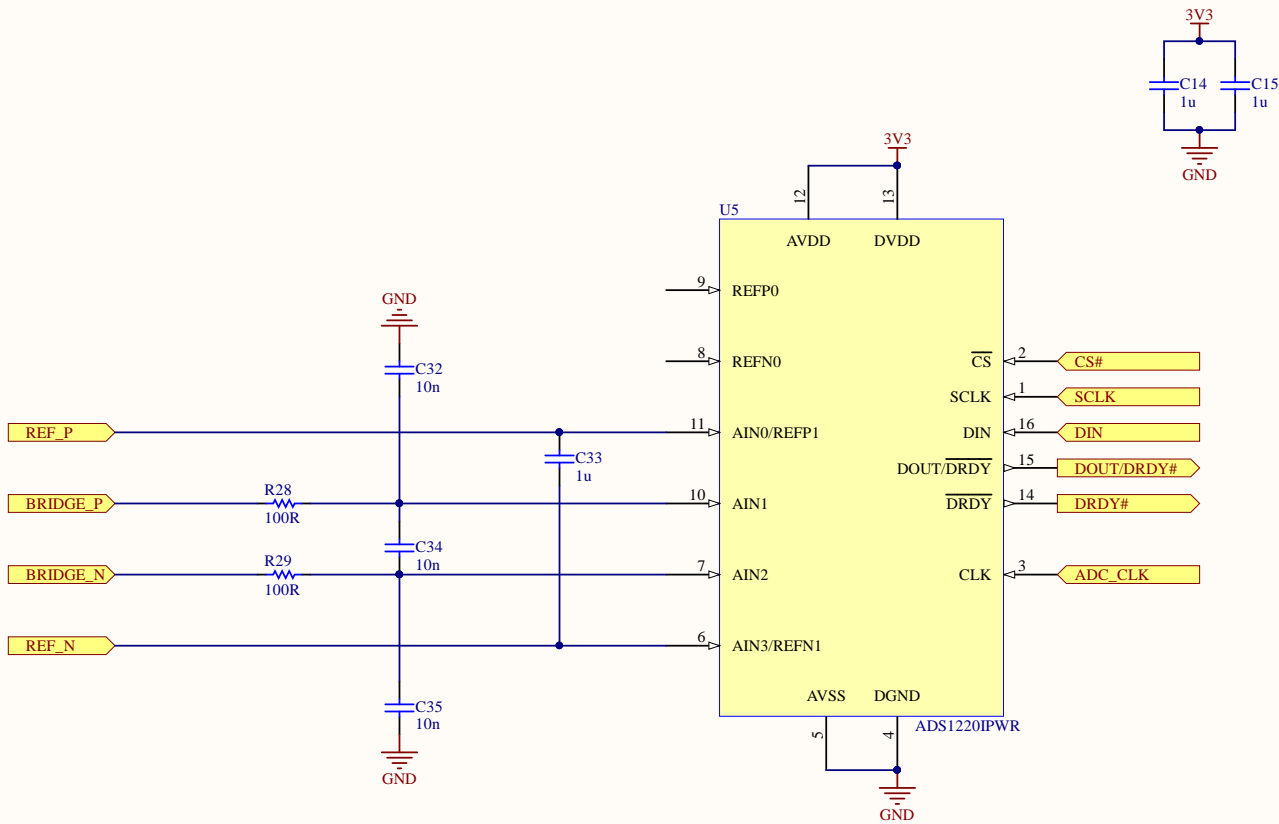 3V3
C14
1u
C15
1u
GND
3V3
12
13
U5
AVDD
DVDD
9
REFP0
GND
8
REFN0
CS
2
CS#
C32
10n
SCLK
1
SCLK
REF_P
11
AIN0/REFP1
DIN
16
DIN
C33
1u
DOUT/DRDY
15
DOUT/DRDY#
R28
100R
BRIDGE_P
10
AIN1
DRDY
14
DRDY#
C34
10n
R29
100R
BRIDGE_N
7
AIN2
CLK
3
ADC_CLK
REF_N
6
AIN3/REFN1
AVSS
DGND
C35
10n
5
4
ADS1220IPWR
GND
GND